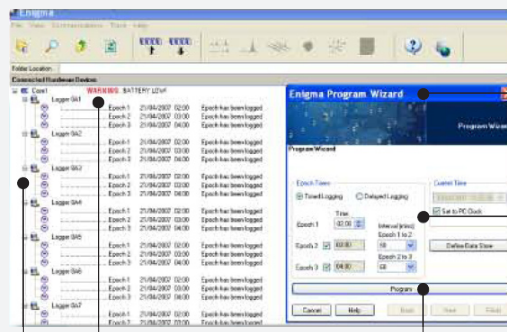 Enigma
File View Communications Tools Help
Folder Location
Connected Hardware Devices
Case1 WARNING: BATTERY LOW!
Logger 0A1
Epoch 1 21/04/2007 02:00 Epoch has been logged
Epoch 2 21/04/2007 03:00 Epoch has been logged
Epoch 3 21/04/2007 04:00 Epoch has been logged
Logger 0A2
Epoch 1 21/04/2007 02:00 Epoch has been logged
Epoch 2 21/04/2007 03:00 Epoch has been logged
Epoch 3 21/04/2007 04:00 Epoch has been logged
Logger 0A3
Epoch 1 21/04/2007 02:00 Epoch has been logged
Epoch 2 21/04/2007 03:00 Epoch has been logged
Epoch 3 21/04/2007 04:00 Epoch has been logged
Logger 0A4
Epoch 1 21/04/2007 02:00 Epoch has been logged
Epoch 2 21/04/2007 03:00 Epoch has been logged
Epoch 3 21/04/2007 04:00 Epoch has been logged
Logger 0A5
Epoch 1 21/04/2007 02:00 Epoch has been logged
Epoch 2 21/04/2007 03:00 Epoch has been logged
Epoch 3 21/04/2007 04:00 Epoch has been logged
Logger 0A6
Epoch 1 21/04/2007 02:00 Epoch has been logged
Epoch 2 21/04/2007 03:00 Epoch has been logged
Epoch 3 21/04/2007 04:00 Epoch has been logged
Logger 0A7
Epoch 1 21/04/2007 02:00 Epoch has been logged
Epoch 2 21/04/2007 03:00 Epoch has been logged
Enigma Program Wizard
Program Wizard
Program Wizard
Epoch Times
Timed Logging Delayed Logging
Time
Epoch 1 02:00
Interval (mins)
Epoch 1 to 2
Epoch 2 03:00
Epoch 2 to 3
Epoch 3 04:00 60
Current Time
Set to PC Clock
Define Data Store
Program
Cancel Help Back Next Finish